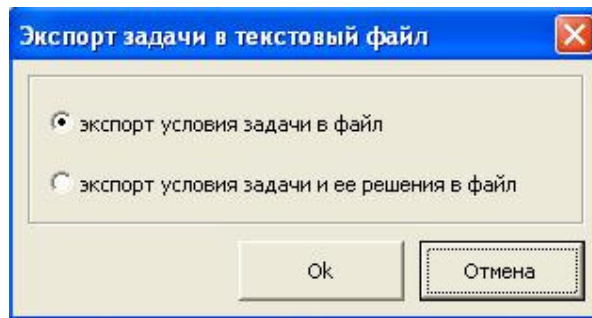 Экспорт задачи в текстовый файл
экспорт условия задачи в файл
экспорт условия задачи и ее решения в файл
Ok
Отмена